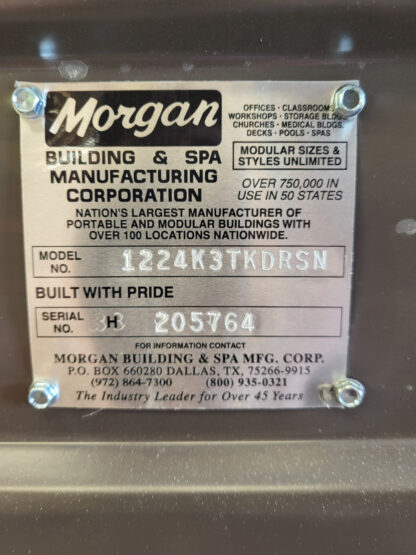 Morgan
OFFICES · CLASSROOMS
WORKSHOPS · STORAGE BLDGS.
CHURCHES · MEDICAL BLDGS.
DECKS · POOLS · SPAS
BUILDING & SPA
MANUFACTURING
CORPORATION
MODULAR SIZES &
STYLES UNLIMITED
OVER 750,000 IN
USE IN 50 STATES
NATION'S LARGEST MANUFACTURER OF
PORTABLE AND MODULAR BUILDINGS WITH
OVER 100 LOCATIONS NATIONWIDE.
MODEL NO. 1224K3TKDRSN
BUILT WITH PRIDE
SERIAL NO. H 205764
FOR INFORMATION CONTACT
MORGAN BUILDING & SPA MFG. CORP.
P.O. BOX 660280 DALLAS, TX, 75266-9915
(972) 864-7300 (800) 935-0321
The Industry Leader for Over 45 Years